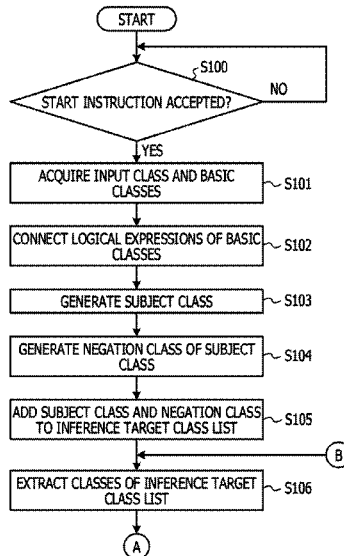 START
S100
START INSTRUCTION ACCEPTED?
NO
YES
ACQUIRE INPUT CLASS AND BASIC
CLASSES
S101
CONNECT LOGICAL EXPRESSIONS OF BASIC
CLASSES
S102
GENERATE SUBJECT CLASS
S103
GENERATE NEGATION CLASS OF SUBJECT
CLASS
S104
ADD SUBJECT CLASS AND NEGATION CLASS
TO INFERENCE TARGET CLASS LIST
S105
B
EXTRACT CLASSES OF INFERENCE TARGET
CLASS LIST
S106
A